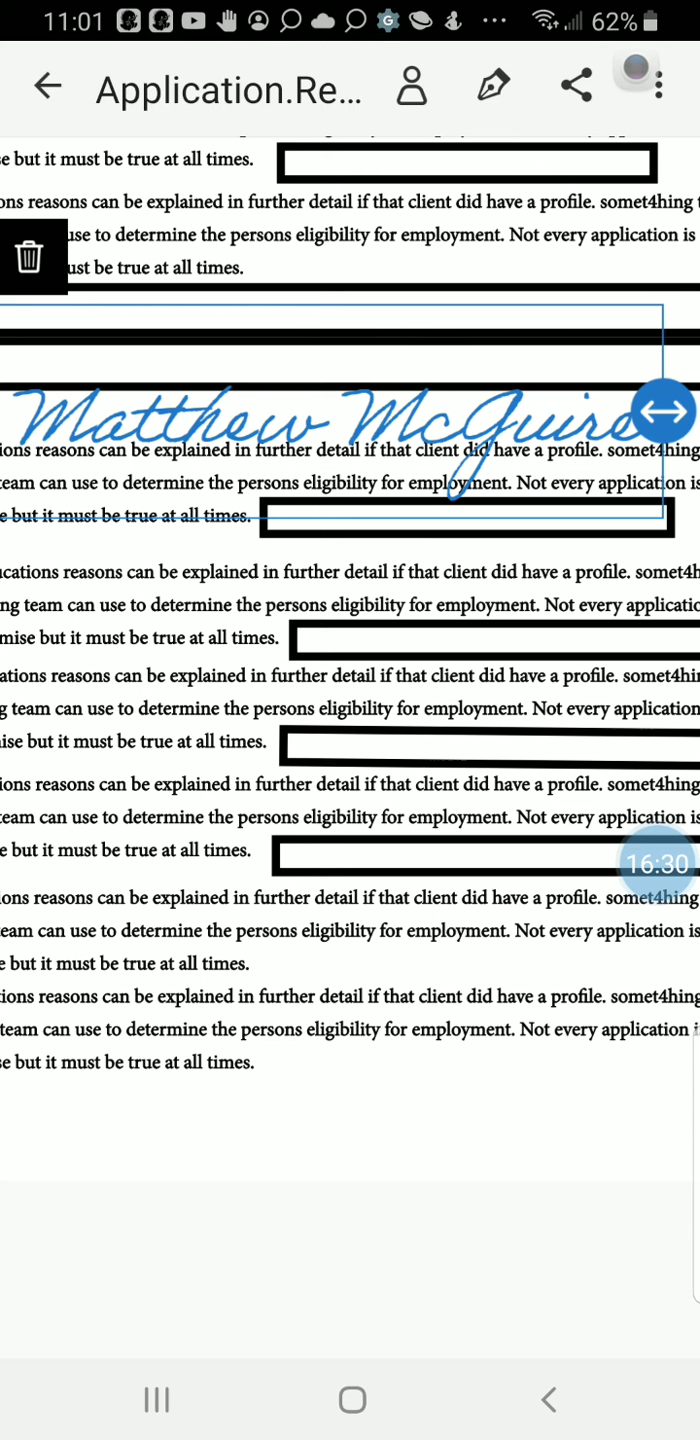 11:01 62%
Application.Re...
e but it must be true at all times.
ons reasons can be explained in further detail if that client did have a profile. somet4hing
use to determine the persons eligibility for employment. Not every application is
ust be true at all times.
Matthew McGuire
ions reasons can be explained in further detail if that client did have a profile. somet4hing
team can use to determine the persons eligibility for employment. Not every application is
e but it must be true at all times.
ucations reasons can be explained in further detail if that client did have a profile. somet4h
ng team can use to determine the persons eligibility for employment. Not every applicatio
mise but it must be true at all times.
ations reasons can be explained in further detail if that client did have a profile. somet4hi
g team can use to determine the persons eligibility for employment. Not every application
ise but it must be true at all times.
ions reasons can be explained in further detail if that client did have a profile. somet4hing
team can use to determine the persons eligibility for employment. Not every application is
e but it must be true at all times.
16:30
ons reasons can be explained in further detail if that client did have a profile. somet4hing
team can use to determine the persons eligibility for employment. Not every application is
e but it must be true at all times.
tions reasons can be explained in further detail if that client did have a profile. somet4hing
team can use to determine the persons eligibility for employment. Not every application i
se but it must be true at all times.